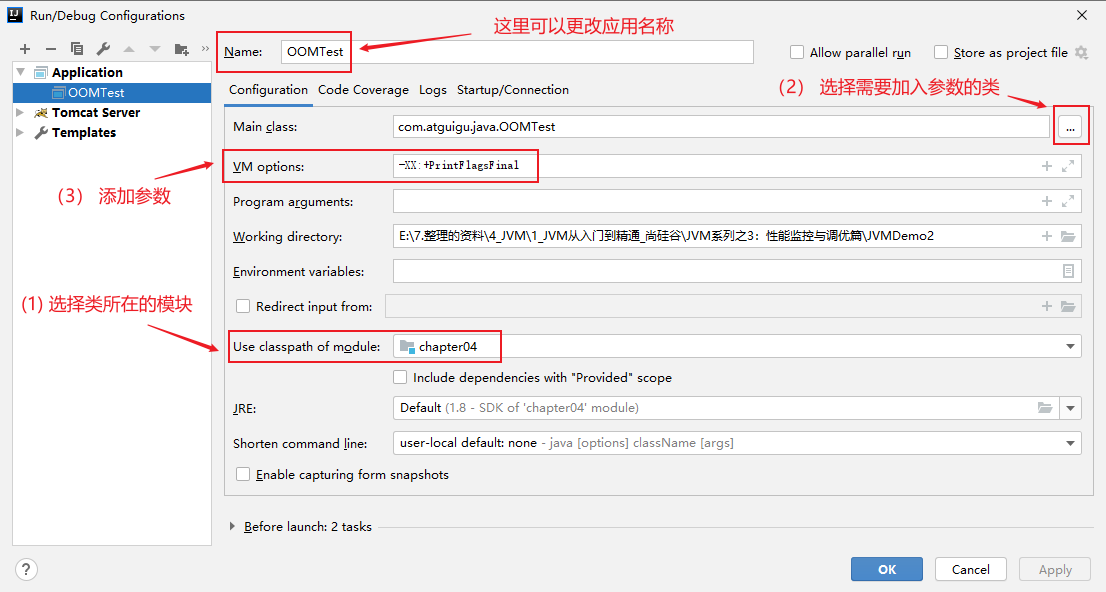 Run/Debug Configurations
这里可以更改应用名称
Name: OOMTest
Allow parallel run
Store as project file
Application
OOMTest
Tomcat Server
Templates
Configuration Code Coverage Logs Startup/Connection
（2） 选择需要加入参数的类
Main class: com.atguigu.java.OOMTest ...
VM options: -XX:+PrintFlagsFinal
（3） 添加参数
Program arguments:
Working directory: E:\7.整理的资料\4_JVM\1_JVM从入门到精通_尚硅谷\JVM系列之3：性能监控与调优篇\JVMDemo2
Environment variables:
(1) 选择类所在的模块
Redirect input from:
Use classpath of module: chapter04
Include dependencies with "Provided" scope
JRE: Default (1.8 - SDK of 'chapter04' module)
Shorten command line: user-local default: none - java [options] className [args]
Enable capturing form snapshots
Before launch: 2 tasks
? OK Cancel Apply